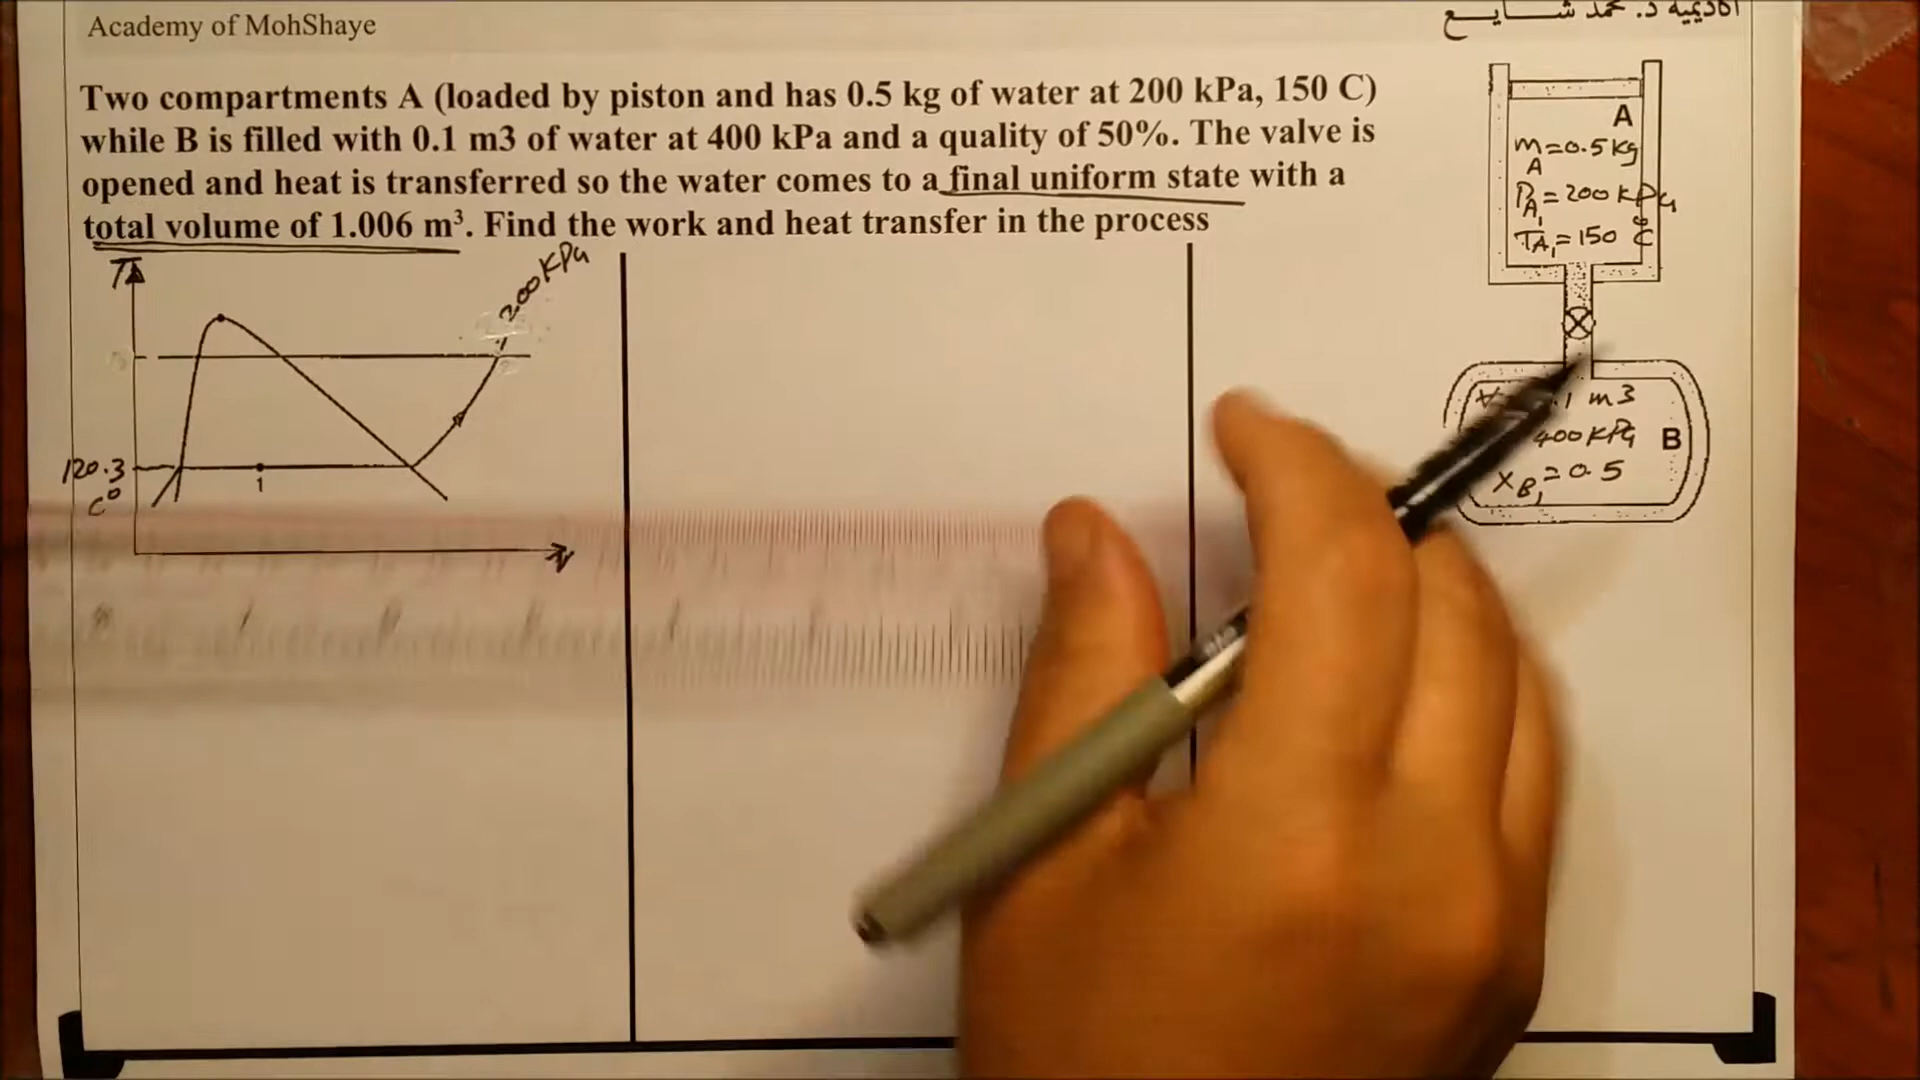 Academy of MohShaye
أكاديمية د. محمد شـــايـــع
Two compartments A (loaded by piston and has 0.5 kg of water at 200 kPa, 150 C)
while B is filled with 0.1 m3 of water at 400 kPa and a quality of 50%. The valve is
opened and heat is transferred so the water comes to a final uniform state with a
total volume of 1.006 m³. Find the work and heat transfer in the process
A
m=0.5 kg
A
PA1=200 kPa
TA1=150 C°
m3
400 kPa
B
XB1=0.5
T
200 kPa
120.3
C°
1